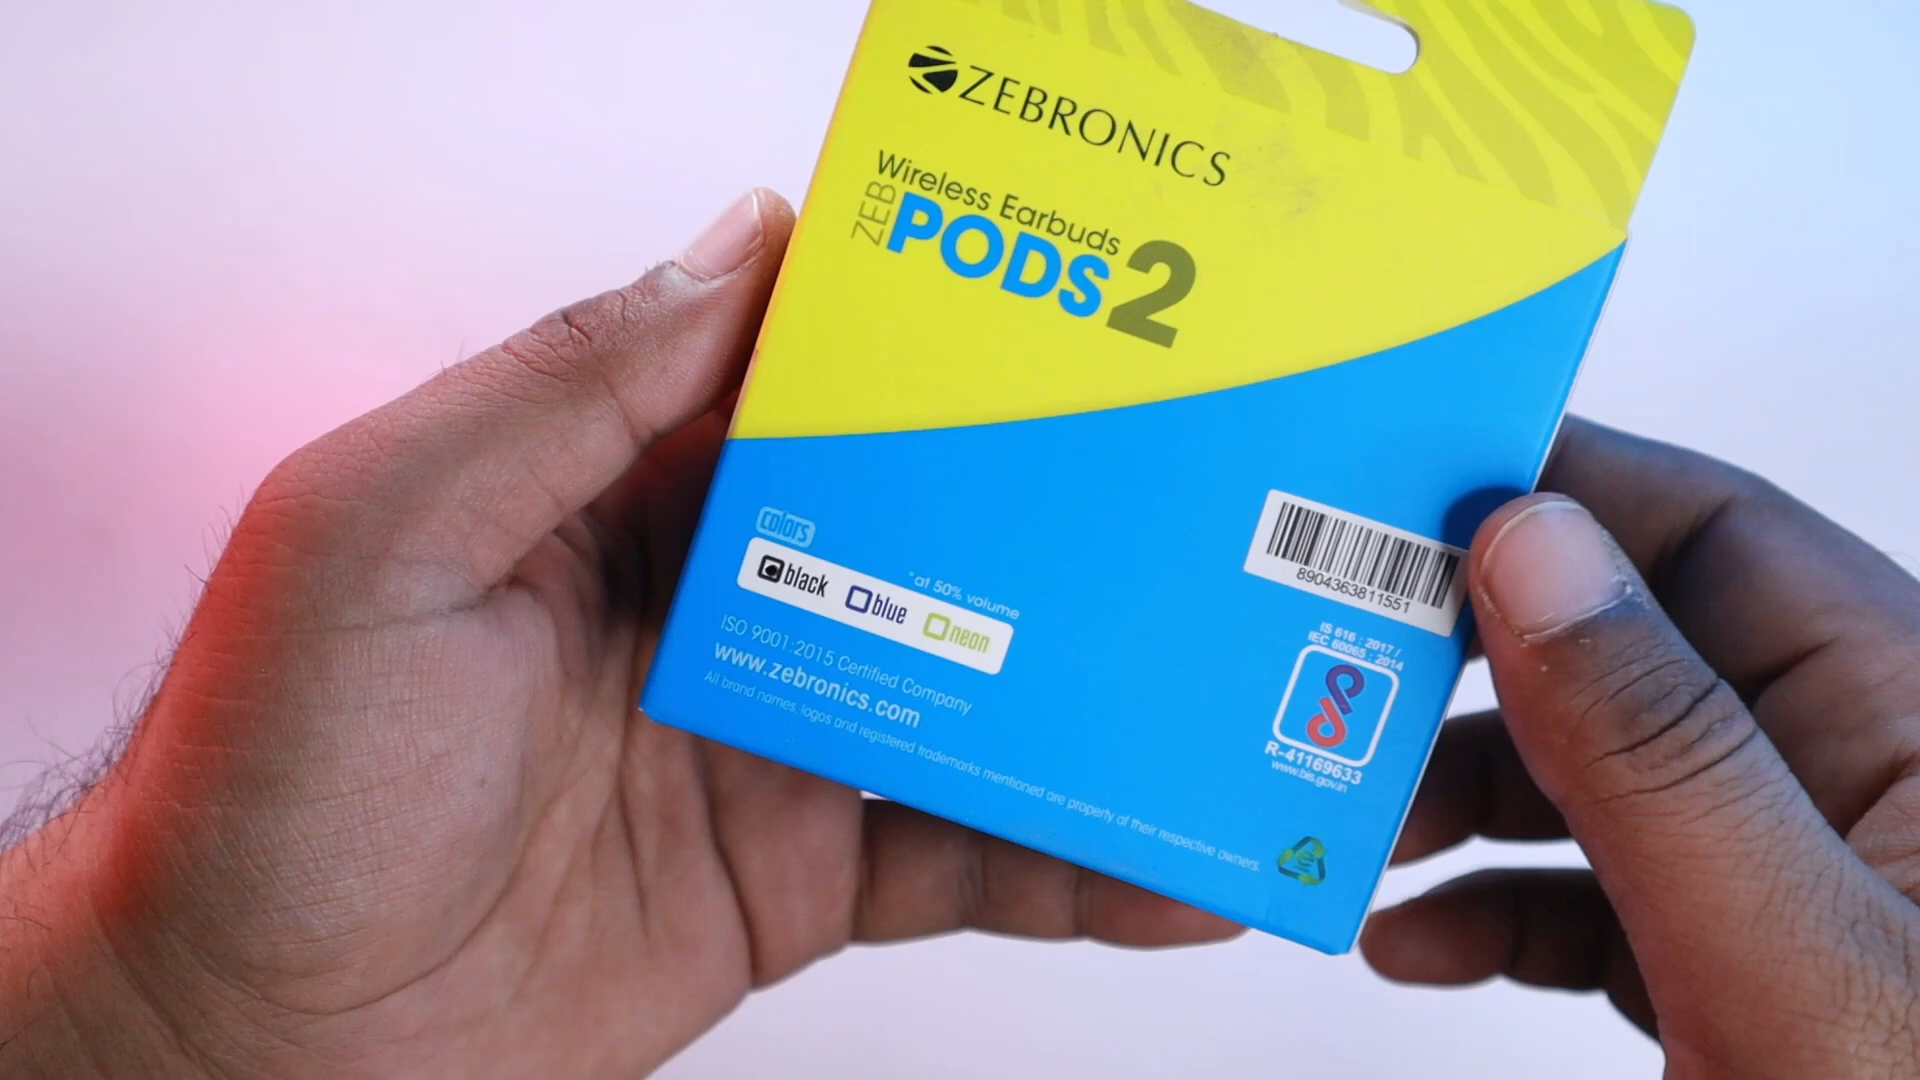 ZEBRONICS
Wireless Earbuds
ZEB PODS 2
colors
*at 50% volume
black blue neon
ISO 9001:2015 Certified Company
www.zebronics.com
All brand names, logos and registered trademarks mentioned are property of their respective owners.
8904363811551
IS 616 : 2017 /
IEC 60065 : 2014
R-41169633
www.bis.gov.in